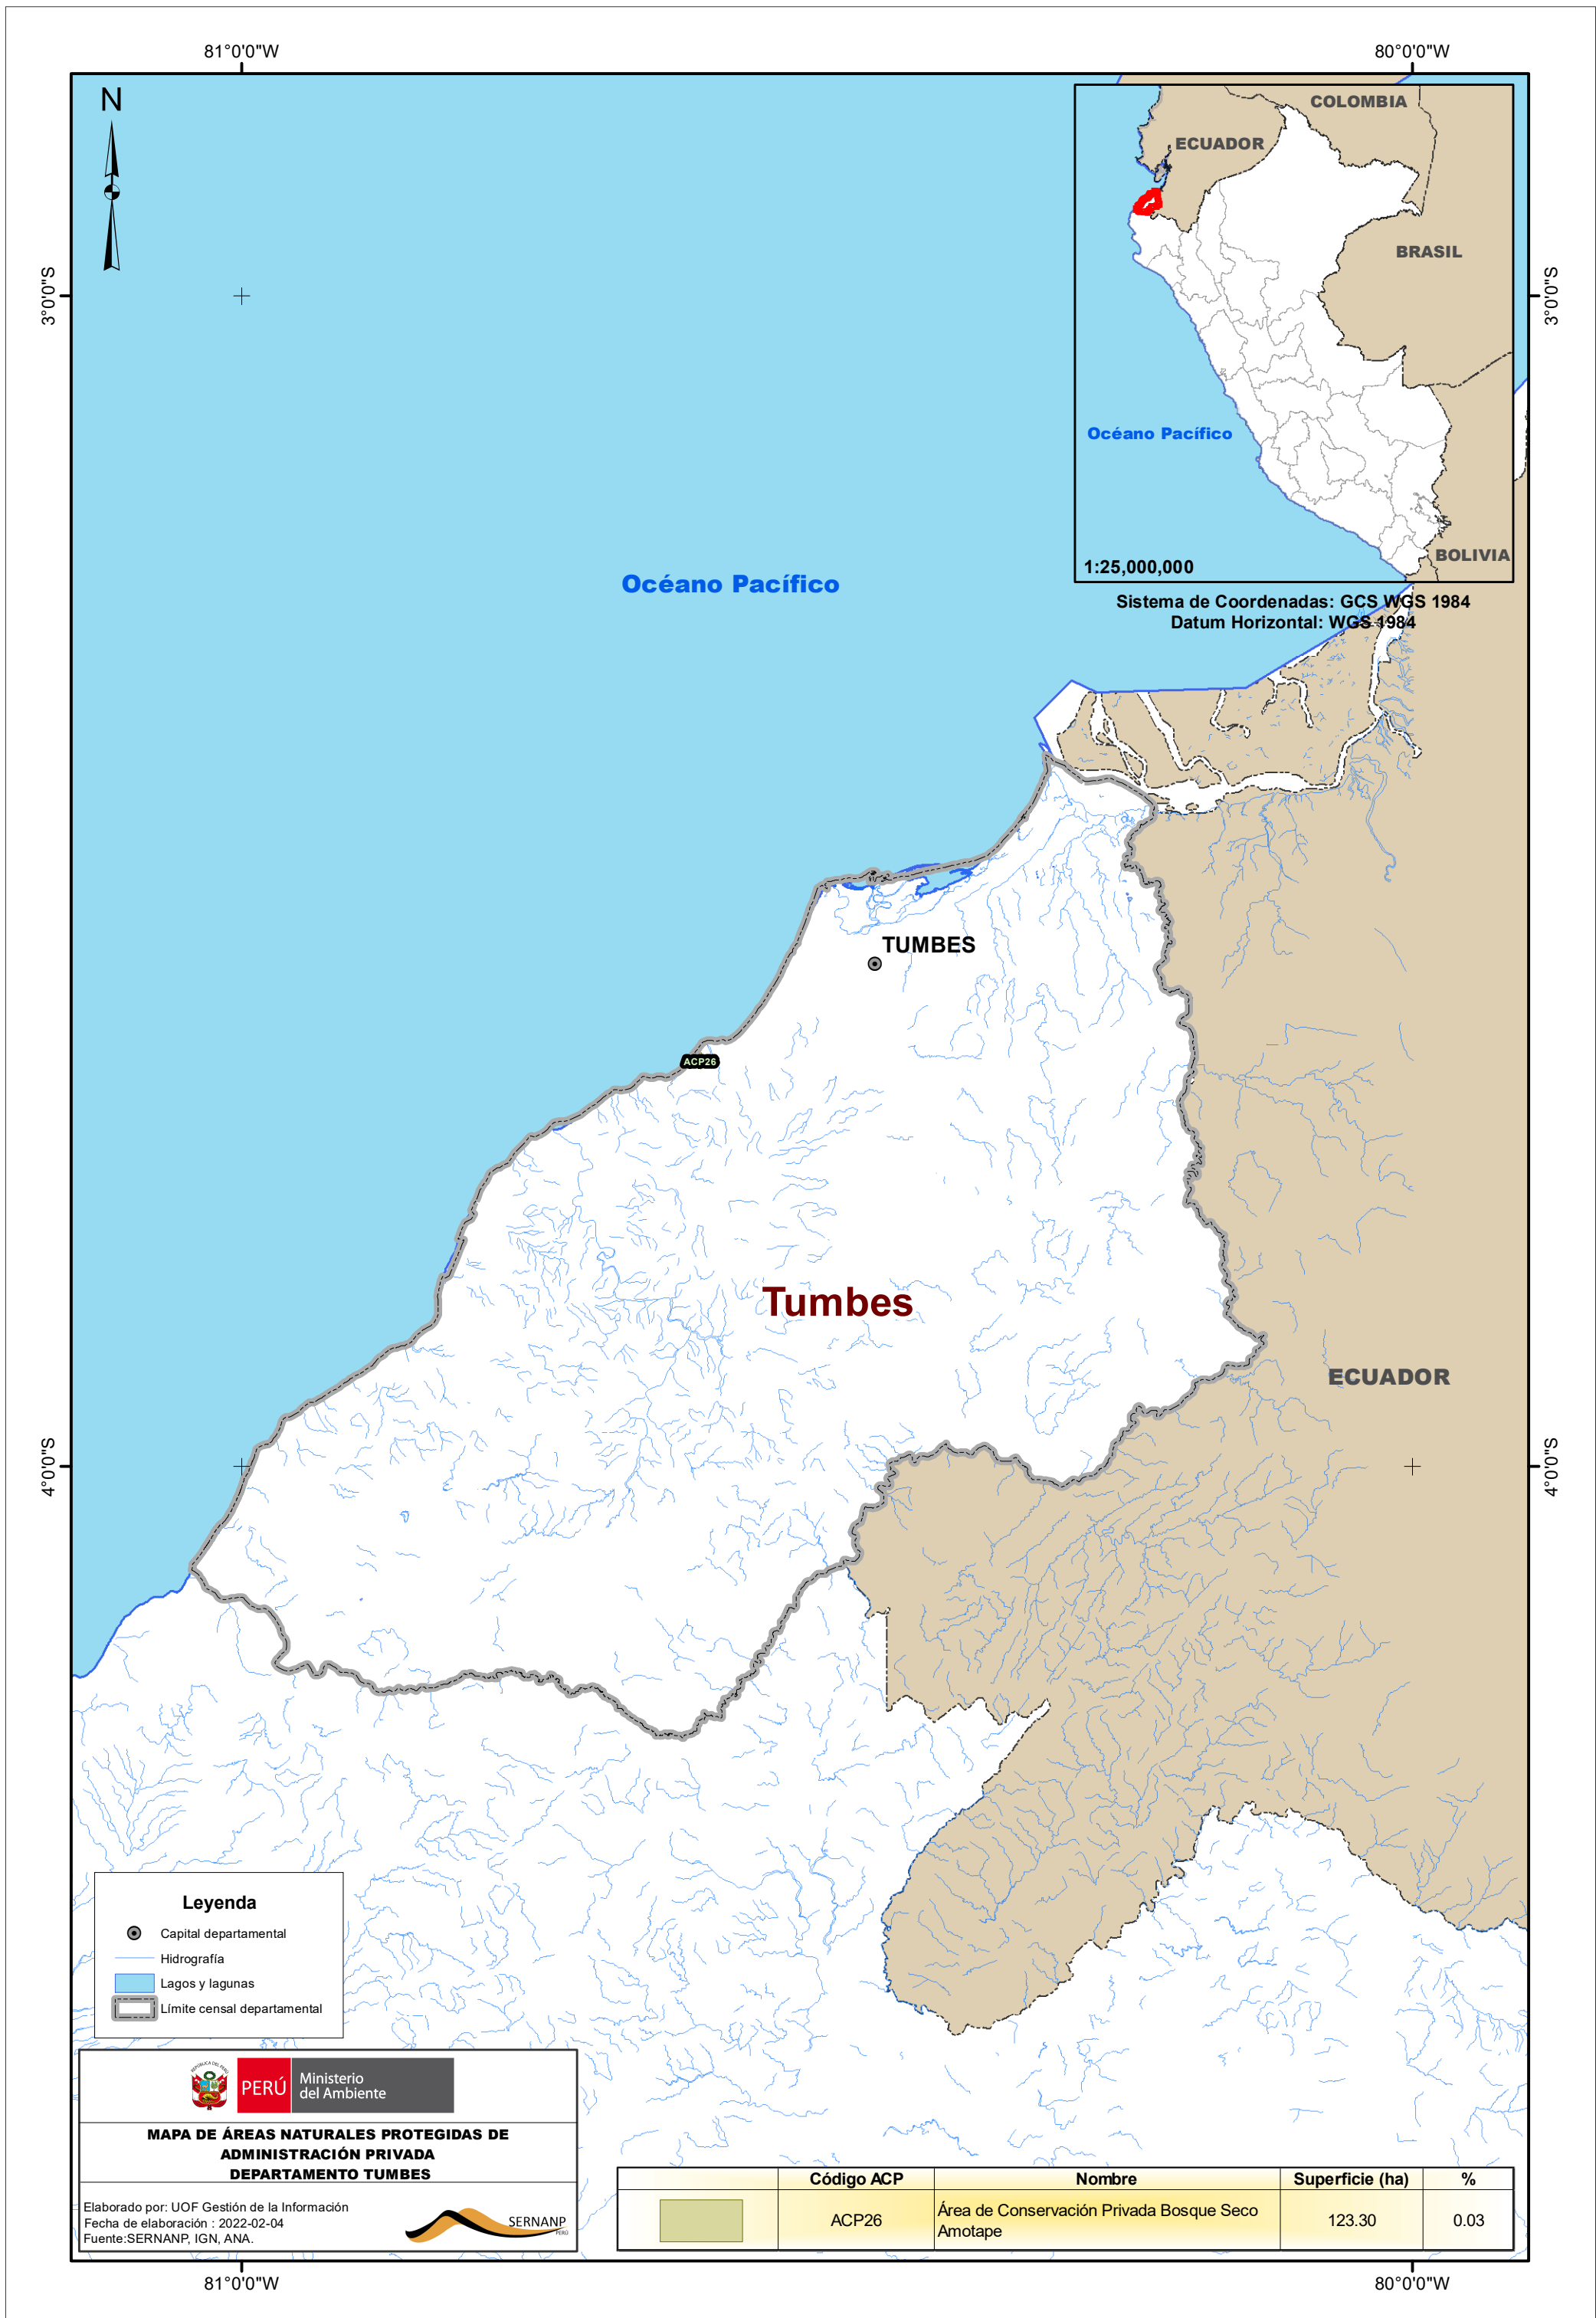 81°0'0"W
80°0'0"W
N
COLOMBIA
ECUADOR
BRASIL
3°0'0"S
3°0'0"S
Océano Pacífico
BOLIVIA
1:25,000,000
Océano Pacífico
Sistema de Coordenadas: GCS WGS 1984
Datum Horizontal: WGS 1984
TUMBES
ACP26
Tumbes
ECUADOR
4°0'0"S
4°0'0"S
Leyenda
Capital departamental
Hidrografía
Lagos y lagunas
Límite censal departamental
REPÚBLICA DEL PERÚ
PERÚ
Ministerio
del Ambiente
MAPA DE ÁREAS NATURALES PROTEGIDAS DE
ADMINISTRACIÓN PRIVADA
DEPARTAMENTO TUMBES
Elaborado por: UOF Gestión de la Información
Fecha de elaboración : 2022-02-04
Fuente:SERNANP, IGN, ANA.
SERNANP
PERÚ
Código ACP Nombre Superficie (ha) %
ACP26 Área de Conservación Privada Bosque Seco
Amotape 123.30 0.03
81°0'0"W
80°0'0"W